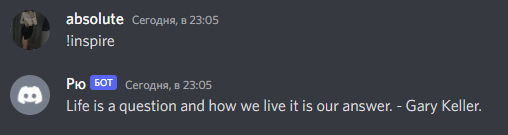 absolute Сегодня, в 23:05
!inspire
Рю БОТ Сегодня, в 23:05
Life is a question and how we live it is our answer. - Gary Keller.